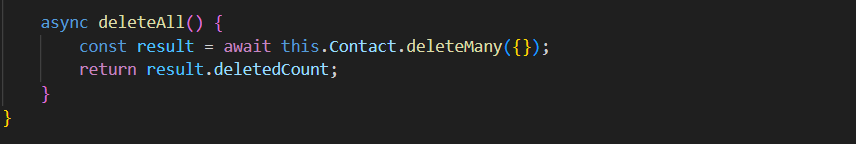 async deleteAll() {
const result = await this.Contact.deleteMany({});
return result.deletedCount;
}
}